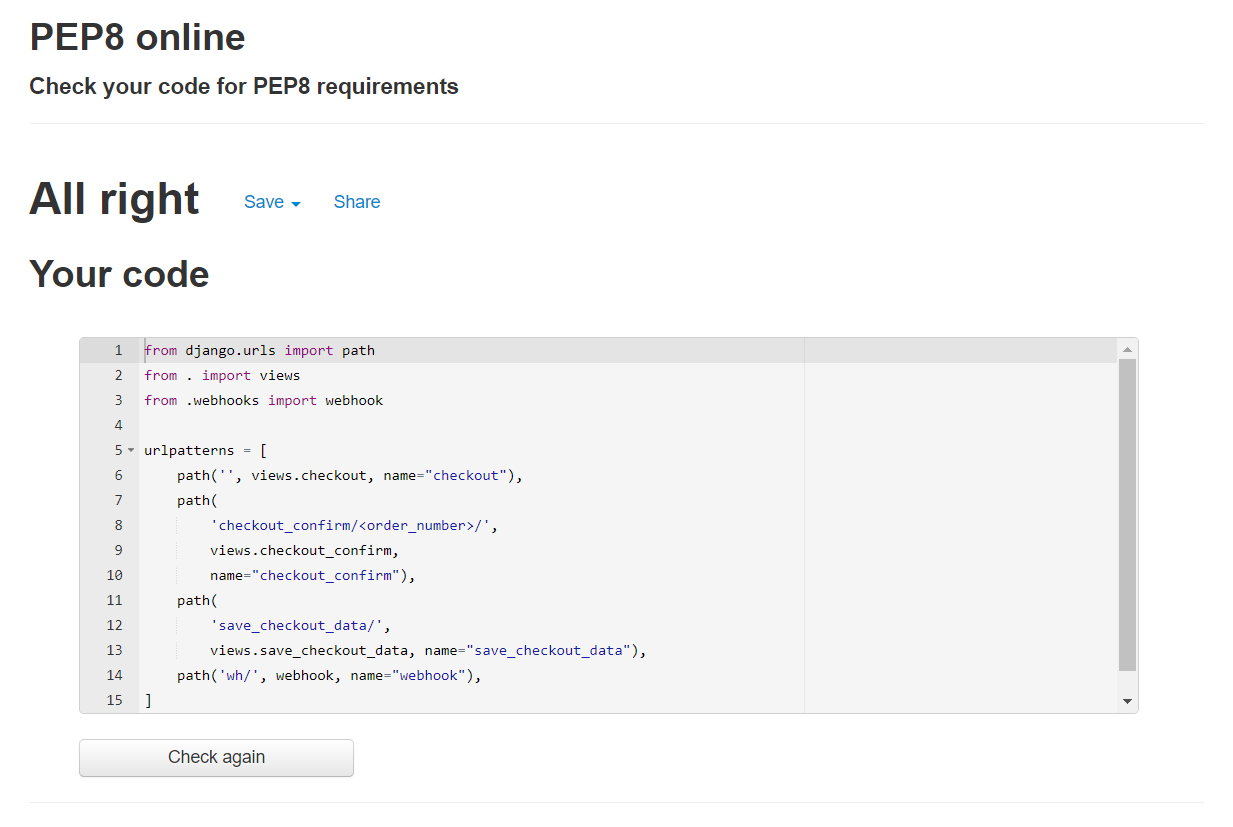 PEP8 online
Check your code for PEP8 requirements
All right Save Share
Your code
1 from django.urls import path
2 from . import views
3 from .webhooks import webhook
4
5 urlpatterns = [
6     path('', views.checkout, name="checkout"),
7     path(
8         'checkout_confirm/<order_number>/',
9         views.checkout_confirm,
10         name="checkout_confirm"),
11     path(
12         'save_checkout_data/',
13         views.save_checkout_data, name="save_checkout_data"),
14     path('wh/', webhook, name="webhook"),
15 ]
Check again